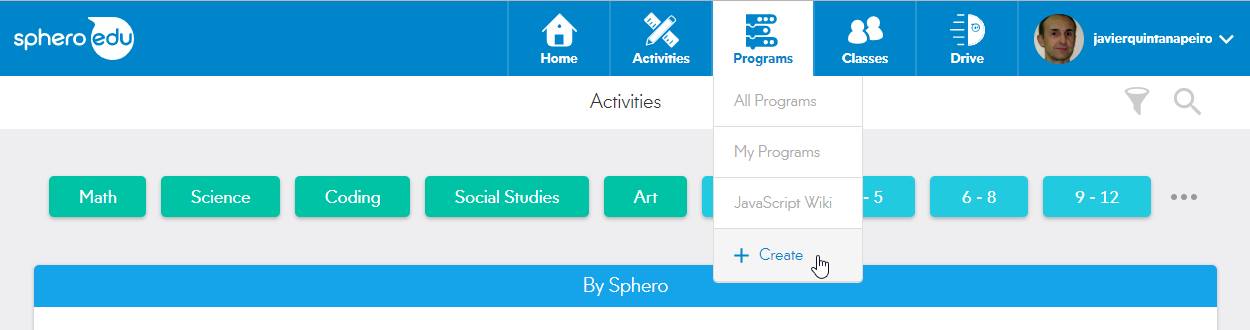 sphero edu
Home
Activities
Programs
Classes
Drive
javierquintanapeiro
Activities
All Programs
My Programs
JavaScript Wiki
+ Create
Math
Science
Coding
Social Studies
Art
- 5
6 - 8
9 - 12
By Sphero